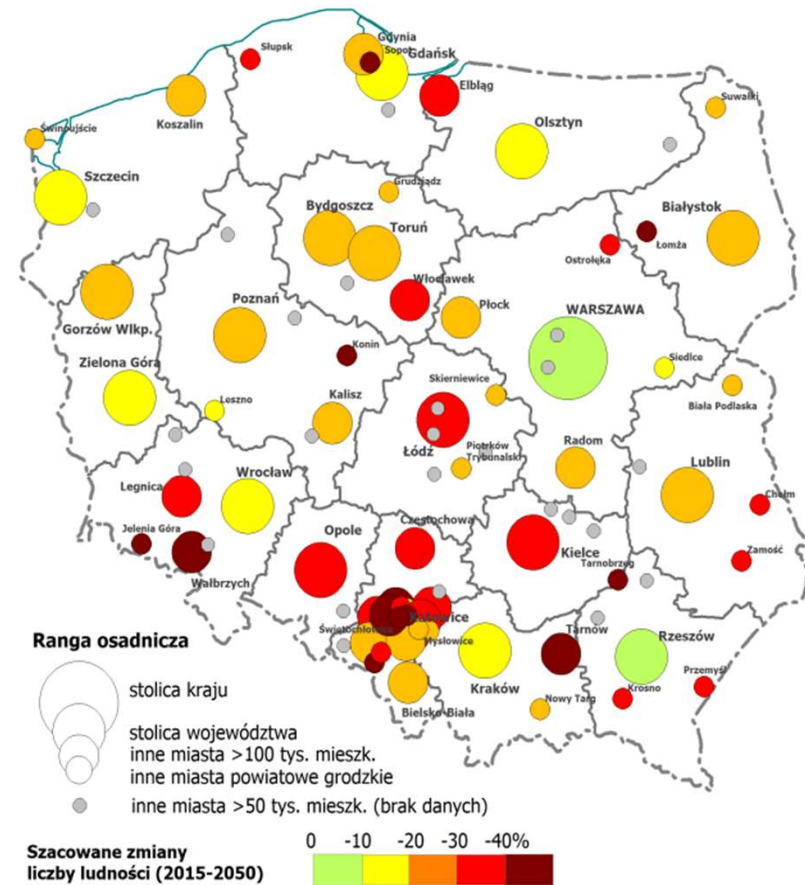 Słupsk
Gdynia
Sopot
Gdańsk
Elbląg
Suwałki
Koszalin
Świnoujście
Olsztyn
Szczecin
Grudziądz
Bydgoszcz
Toruń
Białystok
Łomża
Ostrołęka
Włocławek
Gorzów Wlkp.
Poznań
Płock
WARSZAWA
Konin
Zielona Góra
Siedlce
Skierniewice
Leszno
Kalisz
Biała Podlaska
Łódź
Piotrków
Trybunalski
Radom
Lublin
Wrocław
Legnica
Chełm
Jelenia Góra
Opole
Częstochowa
Kielce
Zamość
Wałbrzych
Tarnobrzeg
Katowice
Świętochłowice
Mysłowice
Tarnów
Rzeszów
Przemyśl
Kraków
Krosno
Bielsko-Biała
Nowy Targ
Ranga osadnicza
stolica kraju
stolica województwa
inne miasta >100 tys. mieszk.
inne miasta powiatowe grodzkie
inne miasta >50 tys. mieszk. (brak danych)
0 -10 -20 -30 -40%
Szacowane zmiany
liczby ludności (2015-2050)